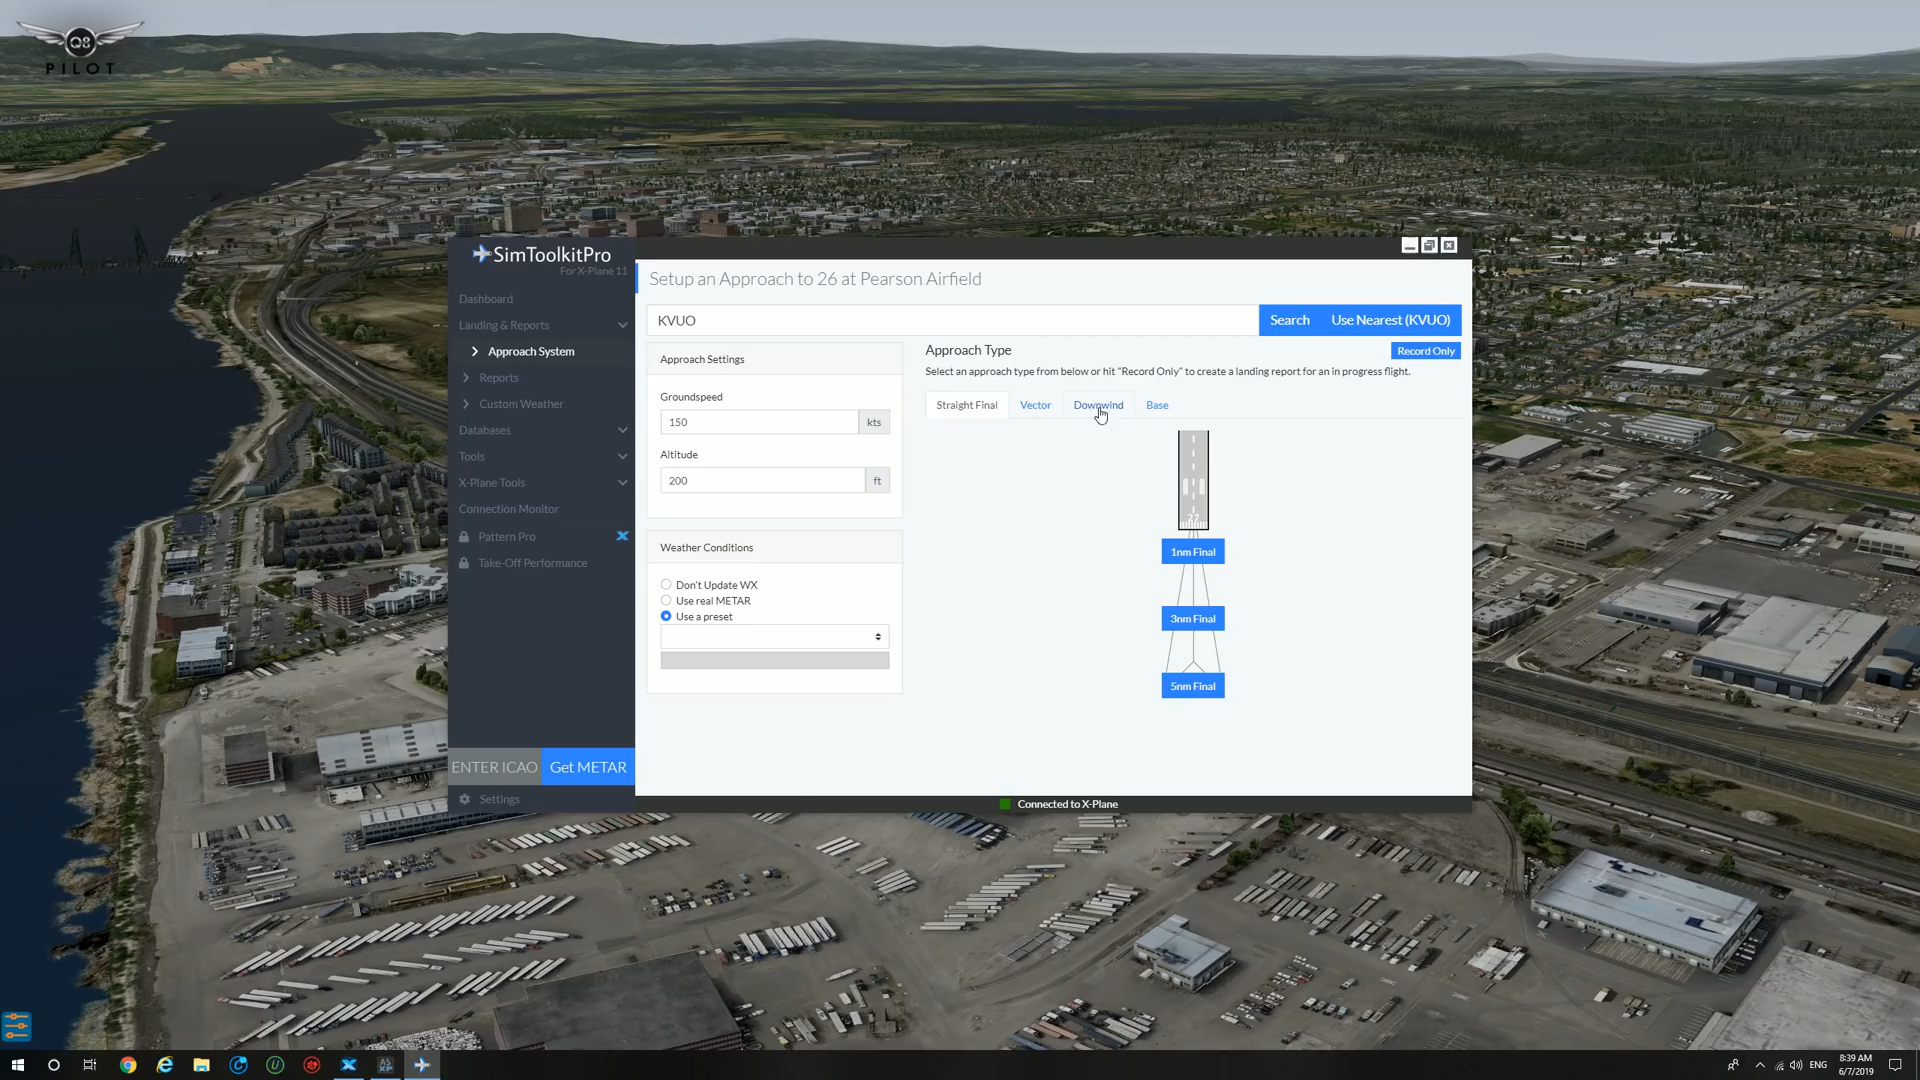 Q8
PILOT
SimToolkitPro
For X-Plane 11
Dashboard
Landing & Reports
Approach System
Reports
Custom Weather
Databases
Tools
X-Plane Tools
Connection Monitor
Pattern Pro
Take-Off Performance
ENTER ICAO
Get METAR
Settings
Setup an Approach to 26 at Pearson Airfield
KVUO
Search
Use Nearest (KVUO)
Approach Settings
Groundspeed
150 kts
Altitude
200 ft
Weather Conditions
Don't Update WX
Use real METAR
Use a preset
Approach Type
Record Only
Select an approach type from below or hit "Record Only" to create a landing report for an in progress flight.
Straight Final
Vector
Downwind
Base
27
1nm Final
3nm Final
5nm Final
Connected to X-Plane
AS
XP
ENG
8:39 AM
6/7/2019